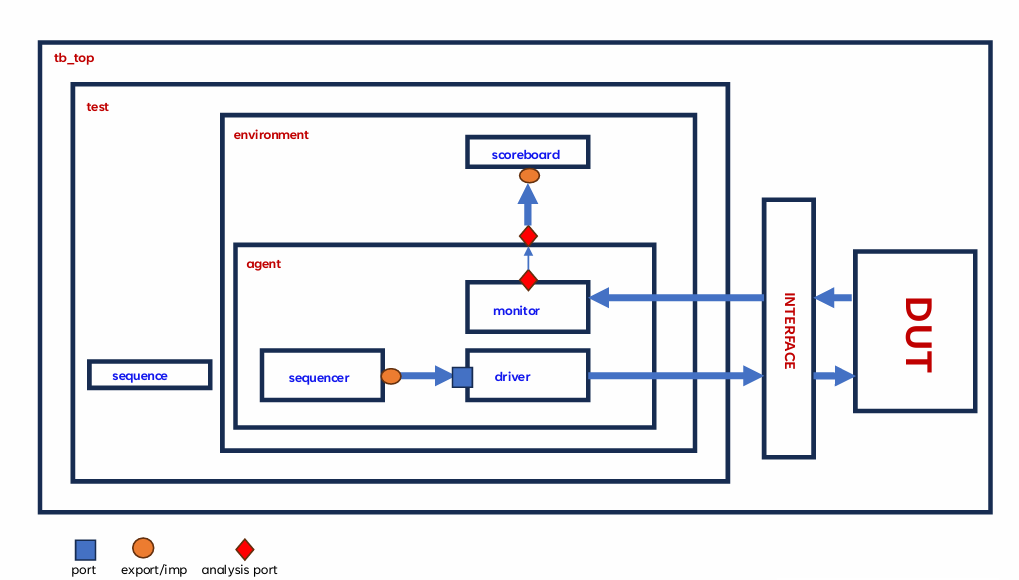 tb_top
test
environment
scoreboard
agent
monitor
sequence
sequencer
driver
INTERFACE
DUT
port
export/imp
analysis port